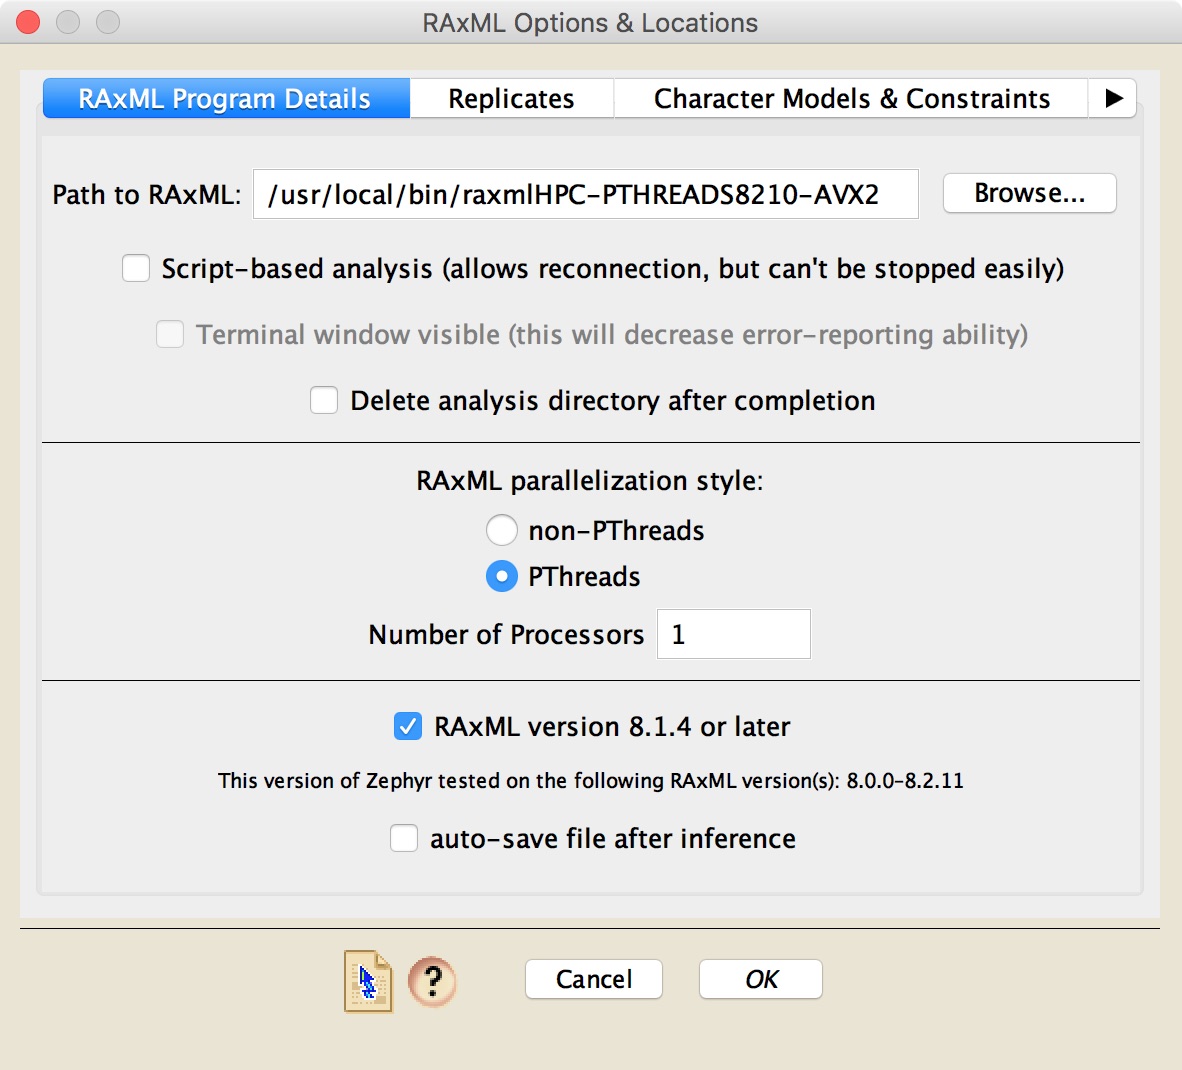 RAxML Options & Locations
RAxML Program Details Replicates Character Models & Constraints
Path to RAxML: /usr/local/bin/raxmlHPC-PTHREADS8210-AVX2 Browse...
Script-based analysis (allows reconnection, but can't be stopped easily)
Terminal window visible (this will decrease error-reporting ability)
Delete analysis directory after completion
RAxML parallelization style:
non-PThreads
PThreads
Number of Processors 1
RAxML version 8.1.4 or later
This version of Zephyr tested on the following RAxML version(s): 8.0.0-8.2.11
auto-save file after inference
? Cancel OK